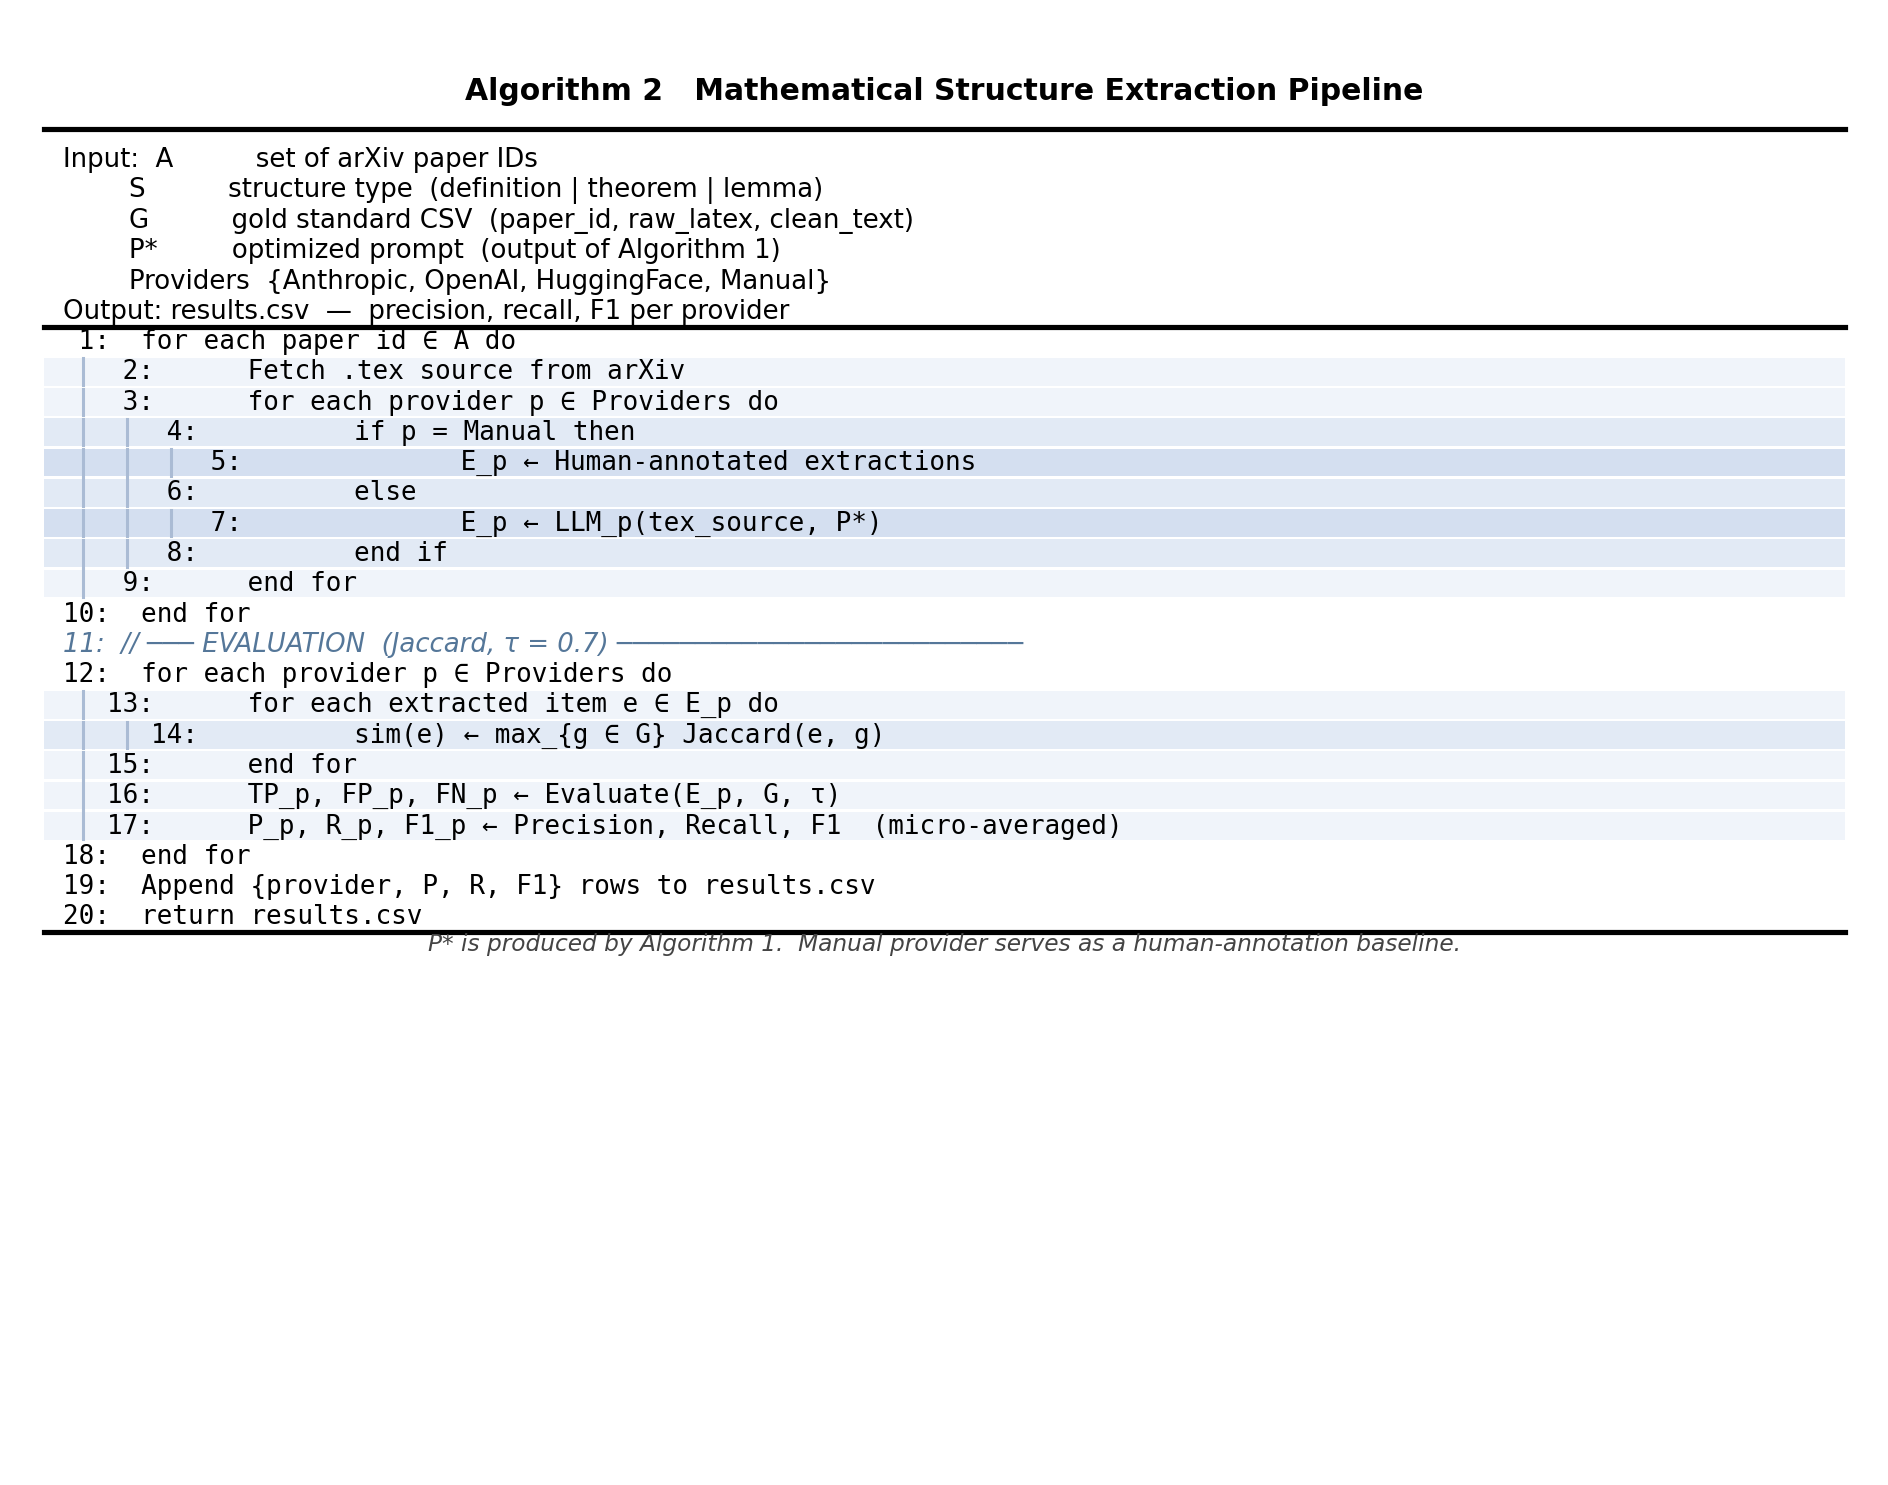 Algorithm 2   Mathematical Structure Extraction Pipeline
Input:  A          set of arXiv paper IDs
        S          structure type  (definition | theorem | lemma)
        G          gold standard CSV  (paper_id, raw_latex, clean_text)
        P*         optimized prompt  (output of Algorithm 1)
        Providers  {Anthropic, OpenAI, HuggingFace, Manual}
Output: results.csv  —  precision, recall, F1 per provider
 1:  for each paper id ∈ A do
 2:      Fetch .tex source from arXiv
 3:      for each provider p ∈ Providers do
 4:          if p = Manual then
 5:              E_p ← Human-annotated extractions
 6:          else
 7:              E_p ← LLM_p(tex_source, P*)
 8:          end if
 9:      end for
10:  end for
11:  // ─── EVALUATION  (Jaccard, τ = 0.7) ──────────────────────────
12:  for each provider p ∈ Providers do
13:      for each extracted item e ∈ E_p do
14:          sim(e) ← max_{g ∈ G} Jaccard(e, g)
15:      end for
16:      TP_p, FP_p, FN_p ← Evaluate(E_p, G, τ)
17:      P_p, R_p, F1_p ← Precision, Recall, F1  (micro-averaged)
18:  end for
19:  Append {provider, P, R, F1} rows to results.csv
20:  return results.csv
P* is produced by Algorithm 1.  Manual provider serves as a human-annotation baseline.